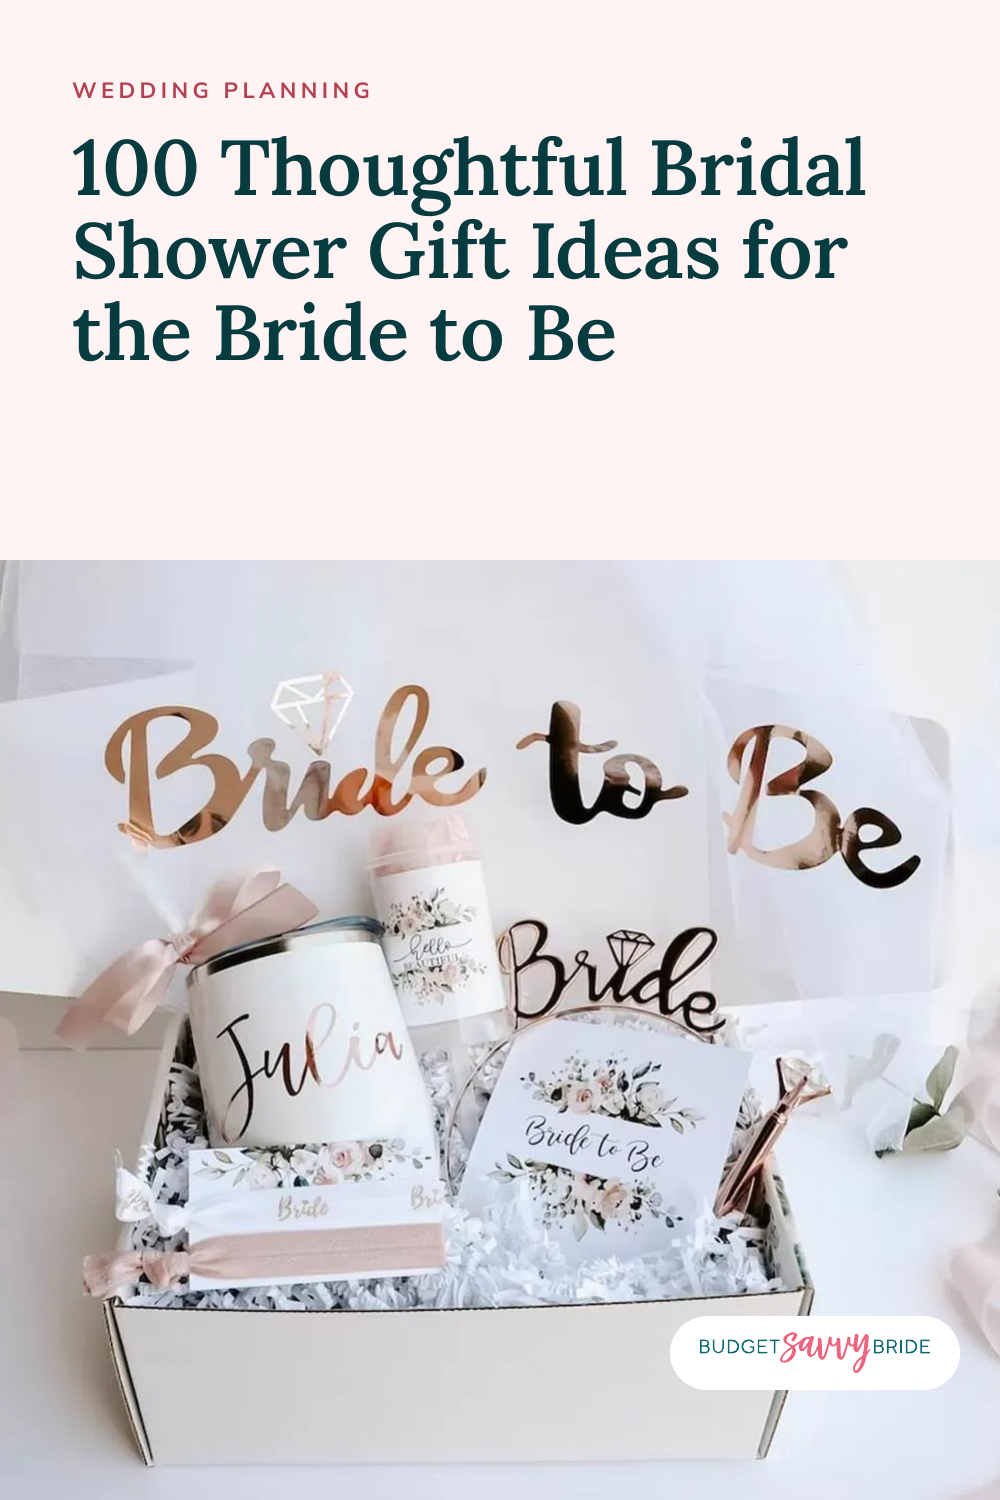 WEDDING PLANNING
100 Thoughtful Bridal
Shower Gift Ideas for
the Bride to Be
Bride to Be
hello
BEAUTIFUL
Bride
Julia
Bride to Be
Bride
Bri
BUDGET savvy BRIDE